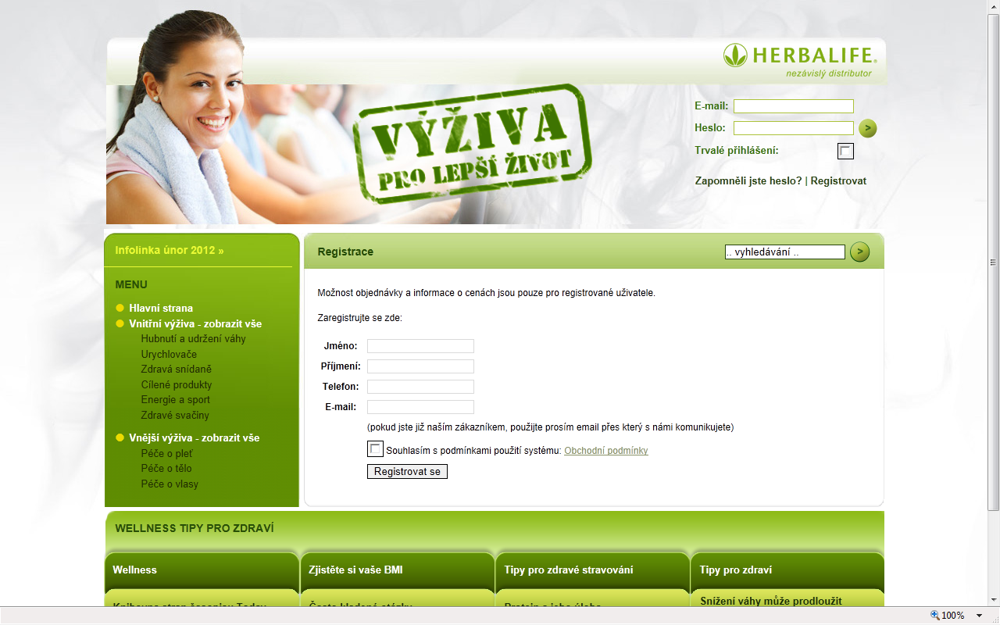 HERBALIFE®
nezávislý distributor
VÝŽIVA
PRO LEPŠÍ ŽIVOT
E-mail:
Heslo:
>
Trvalé přihlášení:
Zapomněli jste heslo? | Registrovat
Infolinka únor 2012 »
MENU
Hlavní strana
Vnitřní výživa - zobrazit vše
Hubnutí a udržení váhy
Urychlovače
Zdravá snídaně
Cílené produkty
Energie a sport
Zdravé svačiny
Vnější výživa - zobrazit vše
Péče o pleť
Péče o tělo
Péče o vlasy
Registrace
.. vyhledávání ..
>
Možnost objednávky a informace o cenách jsou pouze pro registrované uživatele.
Zaregistrujte se zde:
Jméno:
Příjmení:
Telefon:
E-mail:
(pokud jste již naším zákazníkem, použijte prosím email přes který s námi komunikujete)
Souhlasím s podmínkami použití systému: Obchodní podmínky
Registrovat se
WELLNESS TIPY PRO ZDRAVÍ
Wellness
Zjistěte si vaše BMI
Tipy pro zdravé stravování
Tipy pro zdraví
Snížení váhy může prodloužit
100%